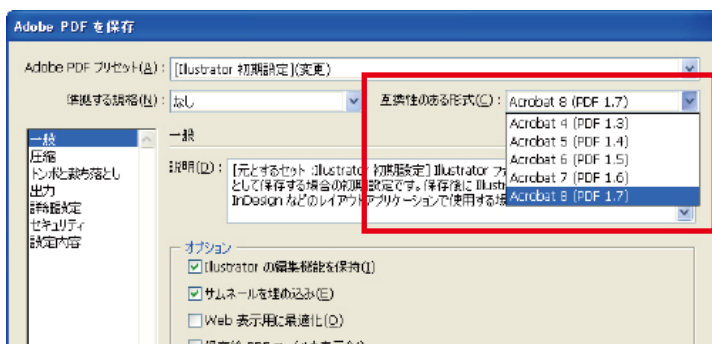 Adobe PDF を保存
Adobe PDF プリセット(A): [Illustrator 初期設定](変更)
準拠する規格(N): なし
互換性のある形式(C): Acrobat 8 (PDF 1.7)
Acrobat 4 (PDF 1.3)
Acrobat 5 (PDF 1.4)
Acrobat 6 (PDF 1.5)
Acrobat 7 (PDF 1.6)
Acrobat 8 (PDF 1.7)
一般
圧縮
トンボと裁ち落とし
出力
詳細設定
セキュリティ
設定内容
一般
説明(D): [元とするセット :Illustrator 初期設定] Illustrator フ
として保存する場合の初期設定です。保存後に Illust
InDesign などのレイアウトアプリケーションで使用する場
オプション
Illustrator の編集機能を保持(I)
サムネールを埋め込み(E)
Web 表示用に最適化(O)